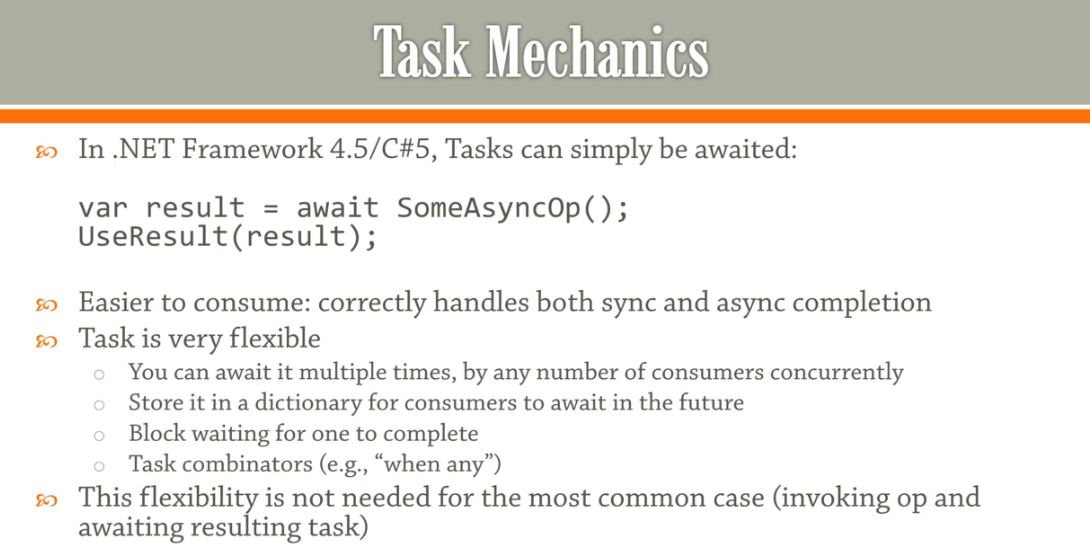 Task Mechanics
In .NET Framework 4.5/C#5, Tasks can simply be awaited:
var result = await SomeAsyncOp();
UseResult(result);
Easier to consume: correctly handles both sync and async completion
Task is very flexible
You can await it multiple times, by any number of consumers concurrently
Store it in a dictionary for consumers to await in the future
Block waiting for one to complete
Task combinators (e.g., “when any”)
This flexibility is not needed for the most common case (invoking op and
awaiting resulting task)